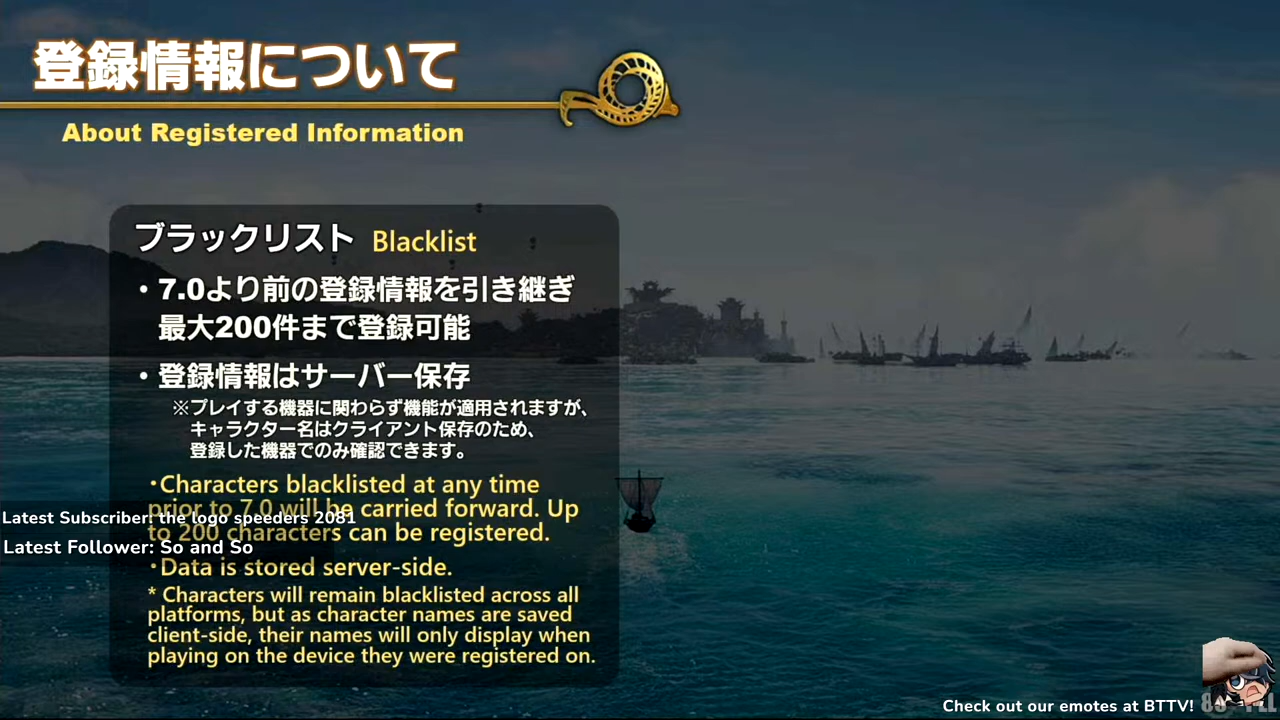 登録情報について
About Registered Information
ブラックリスト Blacklist
・7.0より前の登録情報を引き継ぎ
最大200件まで登録可能
・登録情報はサーバー保存
※プレイする機器に関わらず機能が適用されますが、
キャラクター名はクライアント保存のため、
登録した機器でのみ確認できます。
・Characters blacklisted at any time
prior to 7.0 will be carried forward. Up
to 200 characters can be registered.
Latest Subscriber: the logo speeders 2081
Latest Follower: So and So
・Data is stored server-side.
* Characters will remain blacklisted across all
platforms, but as character names are saved
client-side, their names will only display when
playing on the device they were registered on.
Check out our emotes at BTTV!